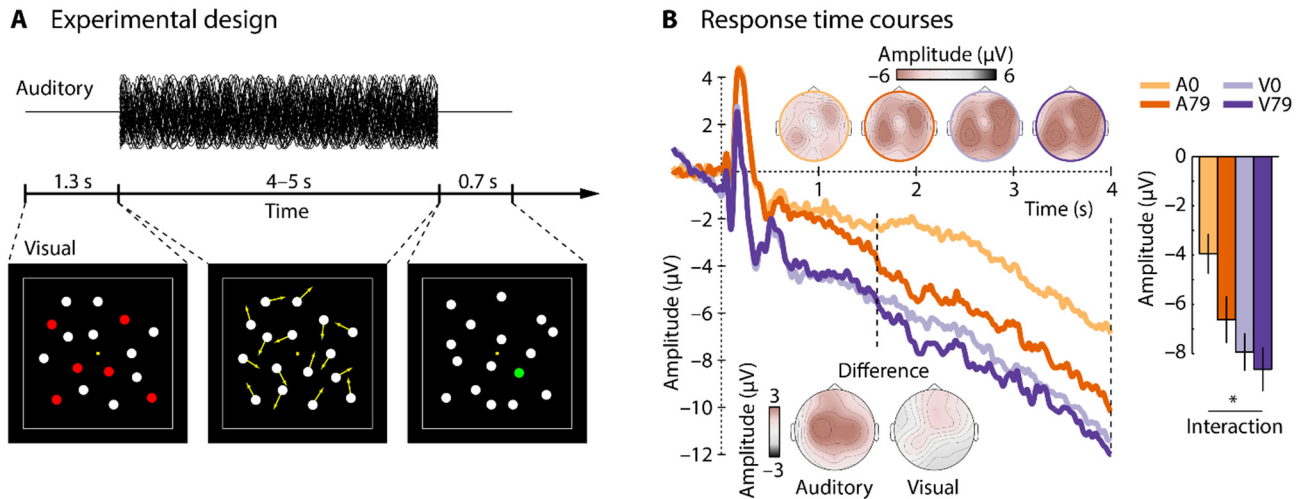 A Experimental design
Auditory
1.3 s
4–5 s
0.7 s
Time
Visual
B Response time courses
Amplitude (µV)
−6 6
A0
V0
A79
V79
4
2
−2
−4
−6
−8
−10
−12
Amplitude (µV)
1
2
3
4
Time (s)
Difference
Amplitude (µV)
3
−3
Auditory
Visual
0
−2
−4
−6
−8
Amplitude (µV)
*
Interaction